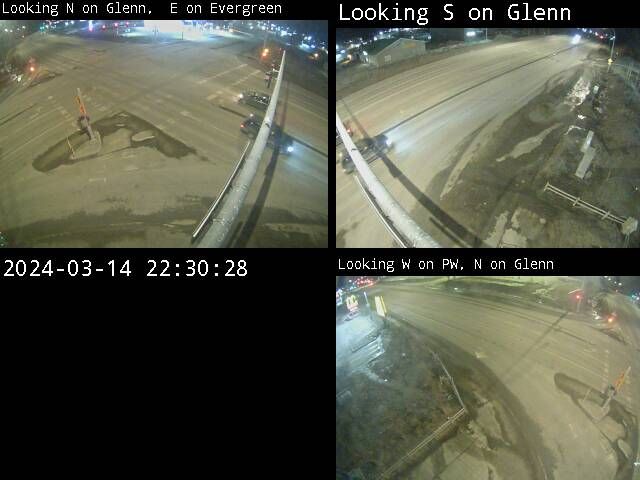 Looking N on Glenn, E on Evergreen
Looking S on Glenn
2024-03-14 22:30:28
Looking W on PW, N on Glenn